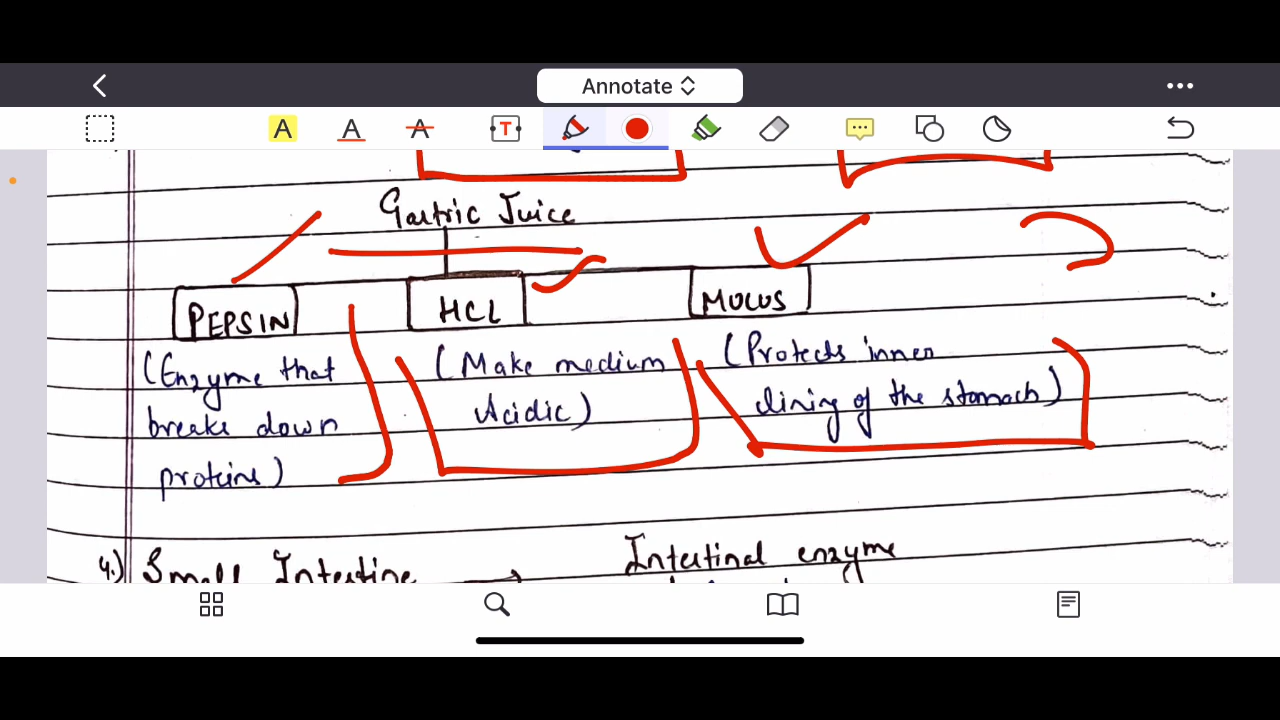 Annotate
A A A T
Gastric Juice
PEPSIN HCL MUCUS
(Enzyme that (Make medium (Protects inner
breaks down Acidic) lining of the stomach)
proteins)
4.) Small Intestine → Intestinal enzyme